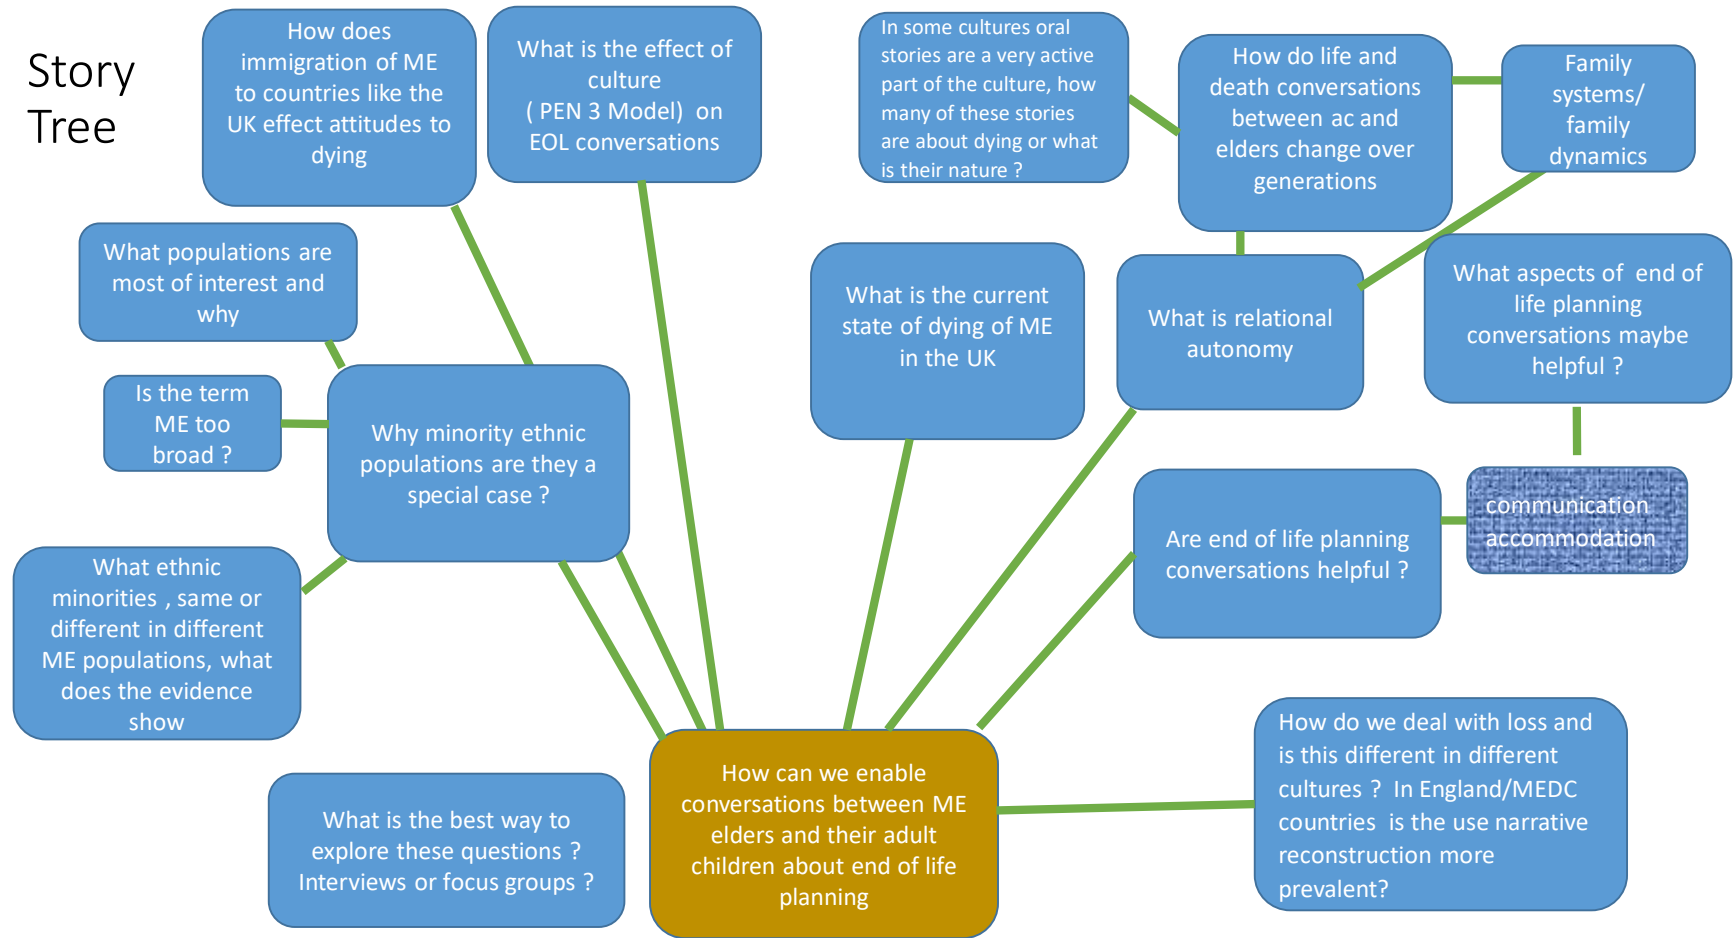 Story
Tree
How does
immigration of ME
to countries like the
UK effect attitudes to
dying
What is the effect of
culture
( PEN 3 Model)  on
EOL conversations
In some cultures oral
stories are a very active
part of the culture, how
many of these stories
are about dying or what
is their nature ?
How do life and
death conversations
between ac and
elders change over
generations
Family
systems/
family
dynamics
What populations are
most of interest and
why
Is the term
ME too
broad ?
Why minority ethnic
populations are they a
special case ?
What is the current
state of dying of ME
in the UK
What is relational
autonomy
What aspects of  end of
life planning
conversations maybe
helpful ?
communication
accommodation
Are end of life planning
conversations helpful ?
What ethnic
minorities , same or
different in different
ME populations, what
does the evidence
show
What is the best way to
explore these questions ?
Interviews or focus groups ?
How can we enable
conversations between ME
elders and their adult
children about end of life
planning
How do we deal with loss and
is this different in different
cultures ?  In England/MEDC
countries  is the use narrative
reconstruction more
prevalent?